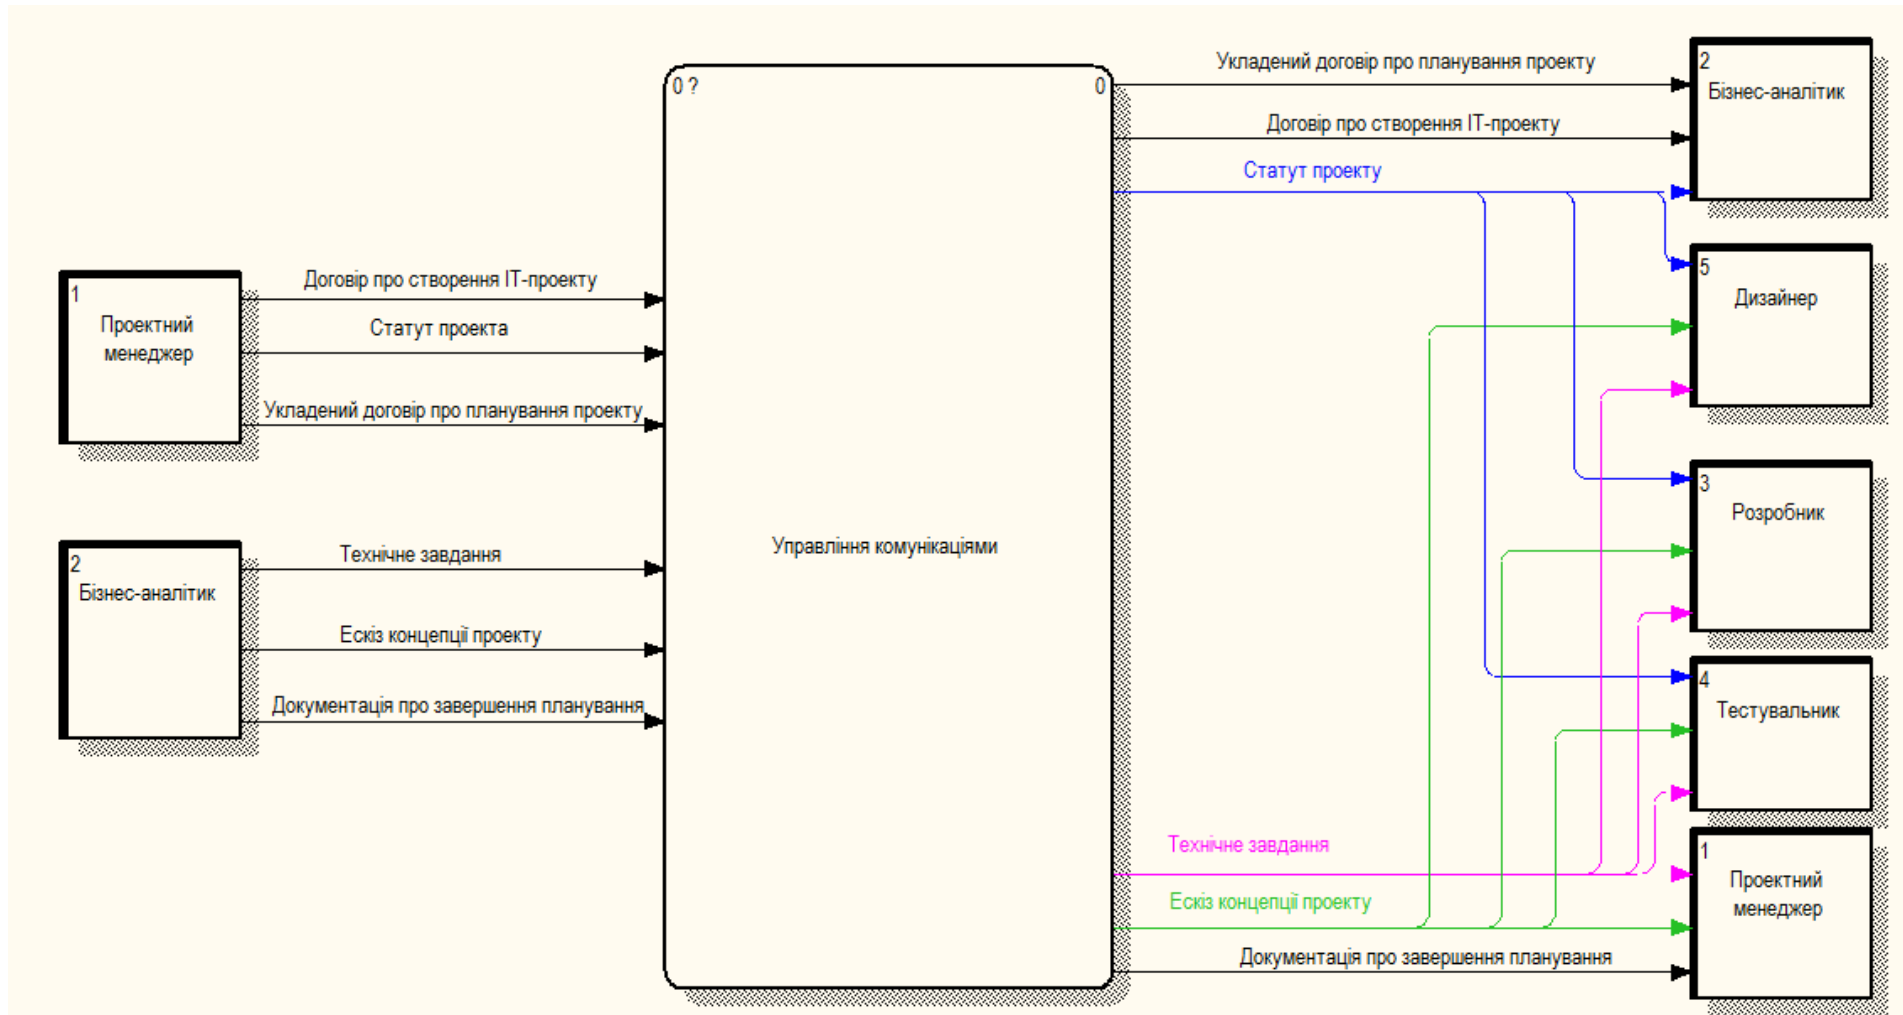 0 ?
0
Управління комунікаціями
1
Проектний
менеджер
Договір про створення ІТ-проекту
Статут проекта
Укладений договір про планування проекту
2
Бізнес-аналітик
Технічне завдання
Ескіз концепції проекту
Документація про завершення планування
Укладений договір про планування проекту
Договір про створення ІТ-проекту
Статут проекту
Технічне завдання
Ескіз концепції проекту
Документація про завершення планування
2
Бізнес-аналітик
5
Дизайнер
3
Розробник
4
Тестувальник
1
Проектний
менеджер